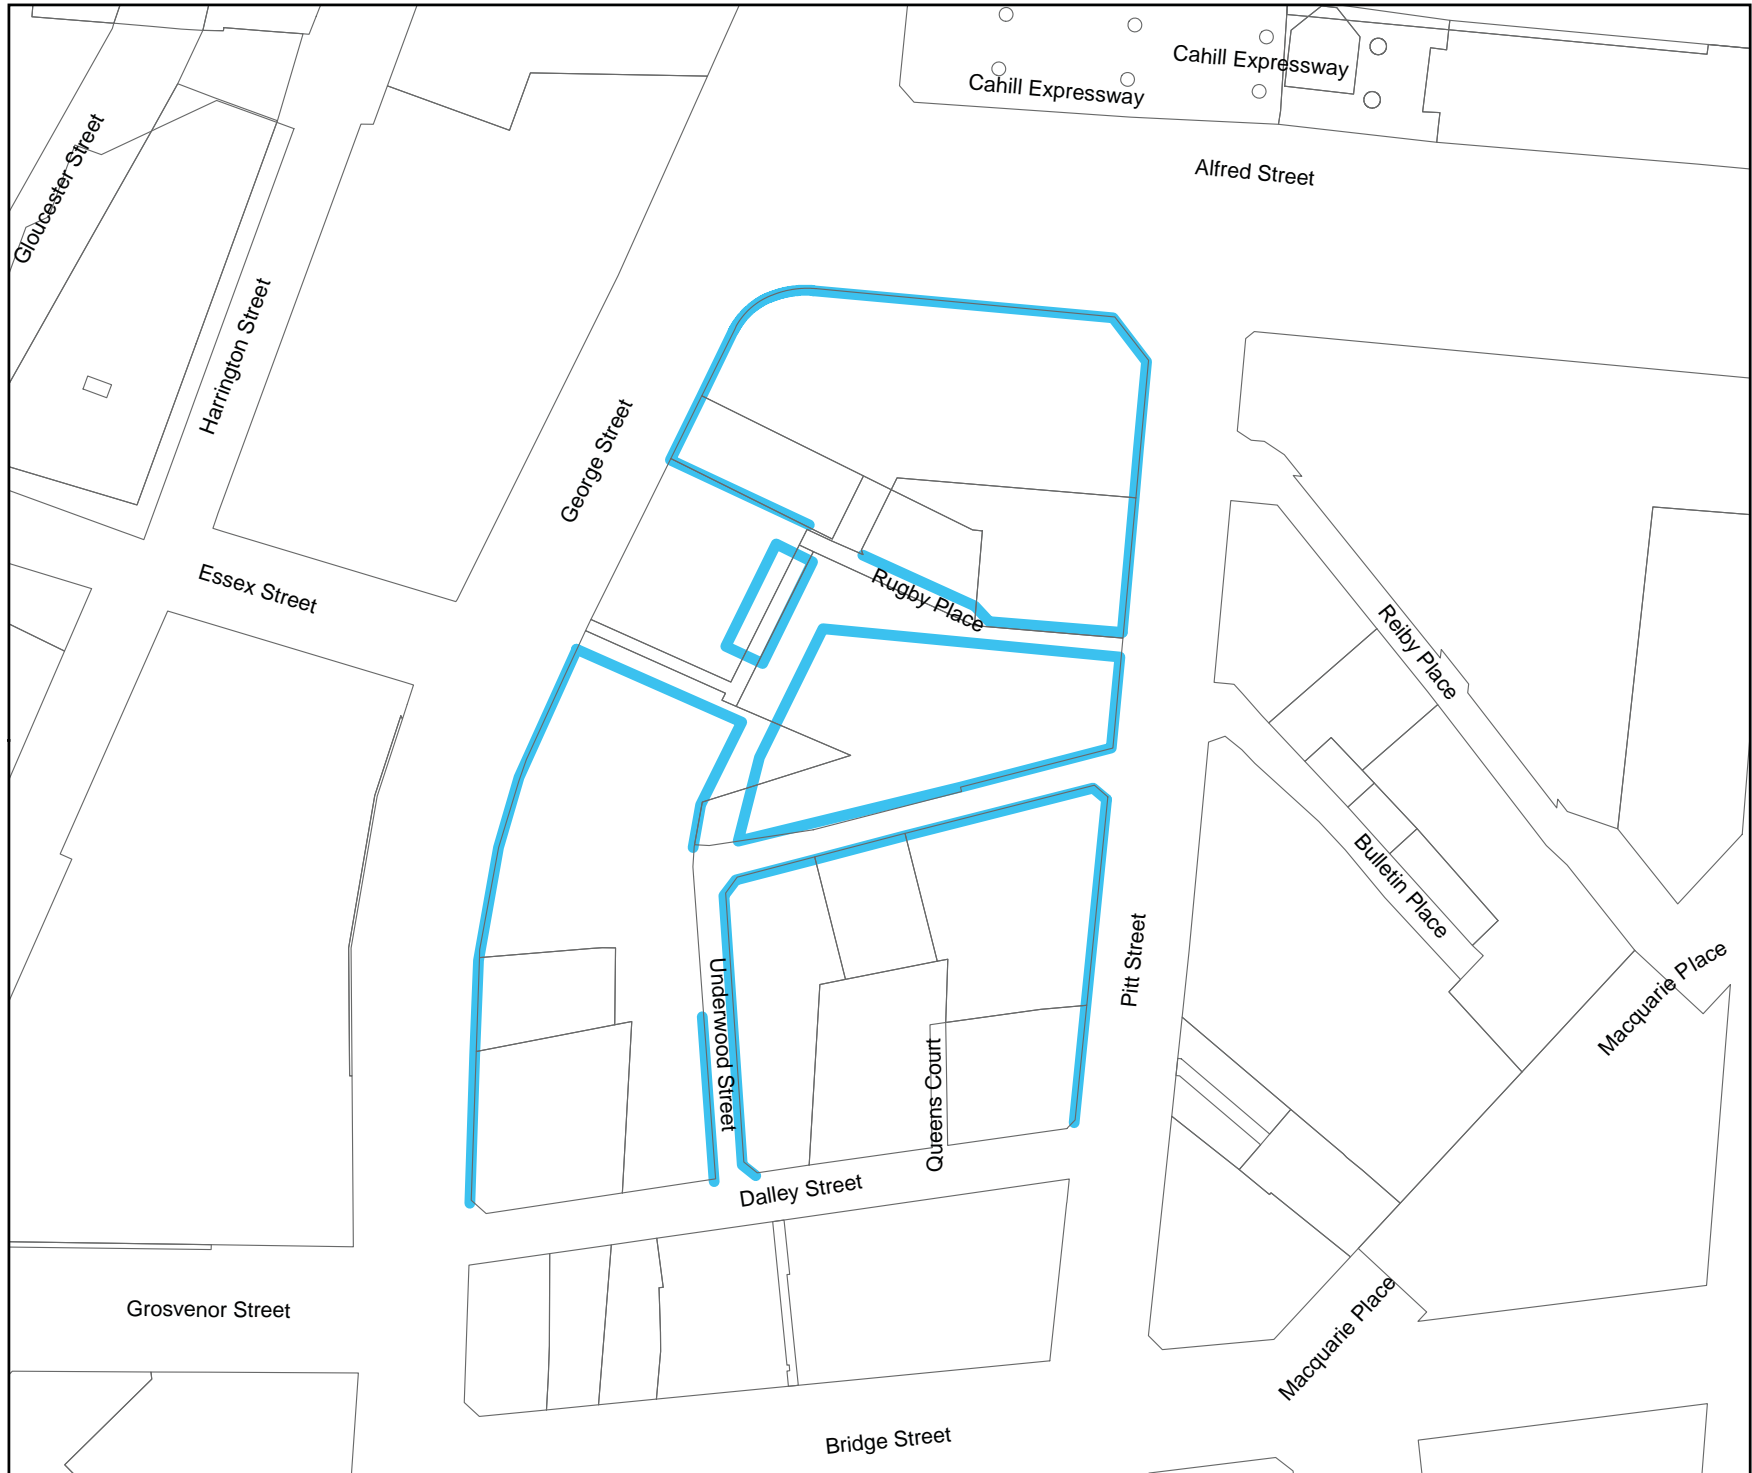 Cahill Expressway
Cahill Expressway
Alfred Street
Gloucester Street
Harrington Street
George Street
Essex Street
Rugby Place
Reiby Place
Bulletin Place
Pitt Street
Underwood Street
Queens Court
Macquarie Place
Dalley Street
Grosvenor Street
Macquarie Place
Bridge Street